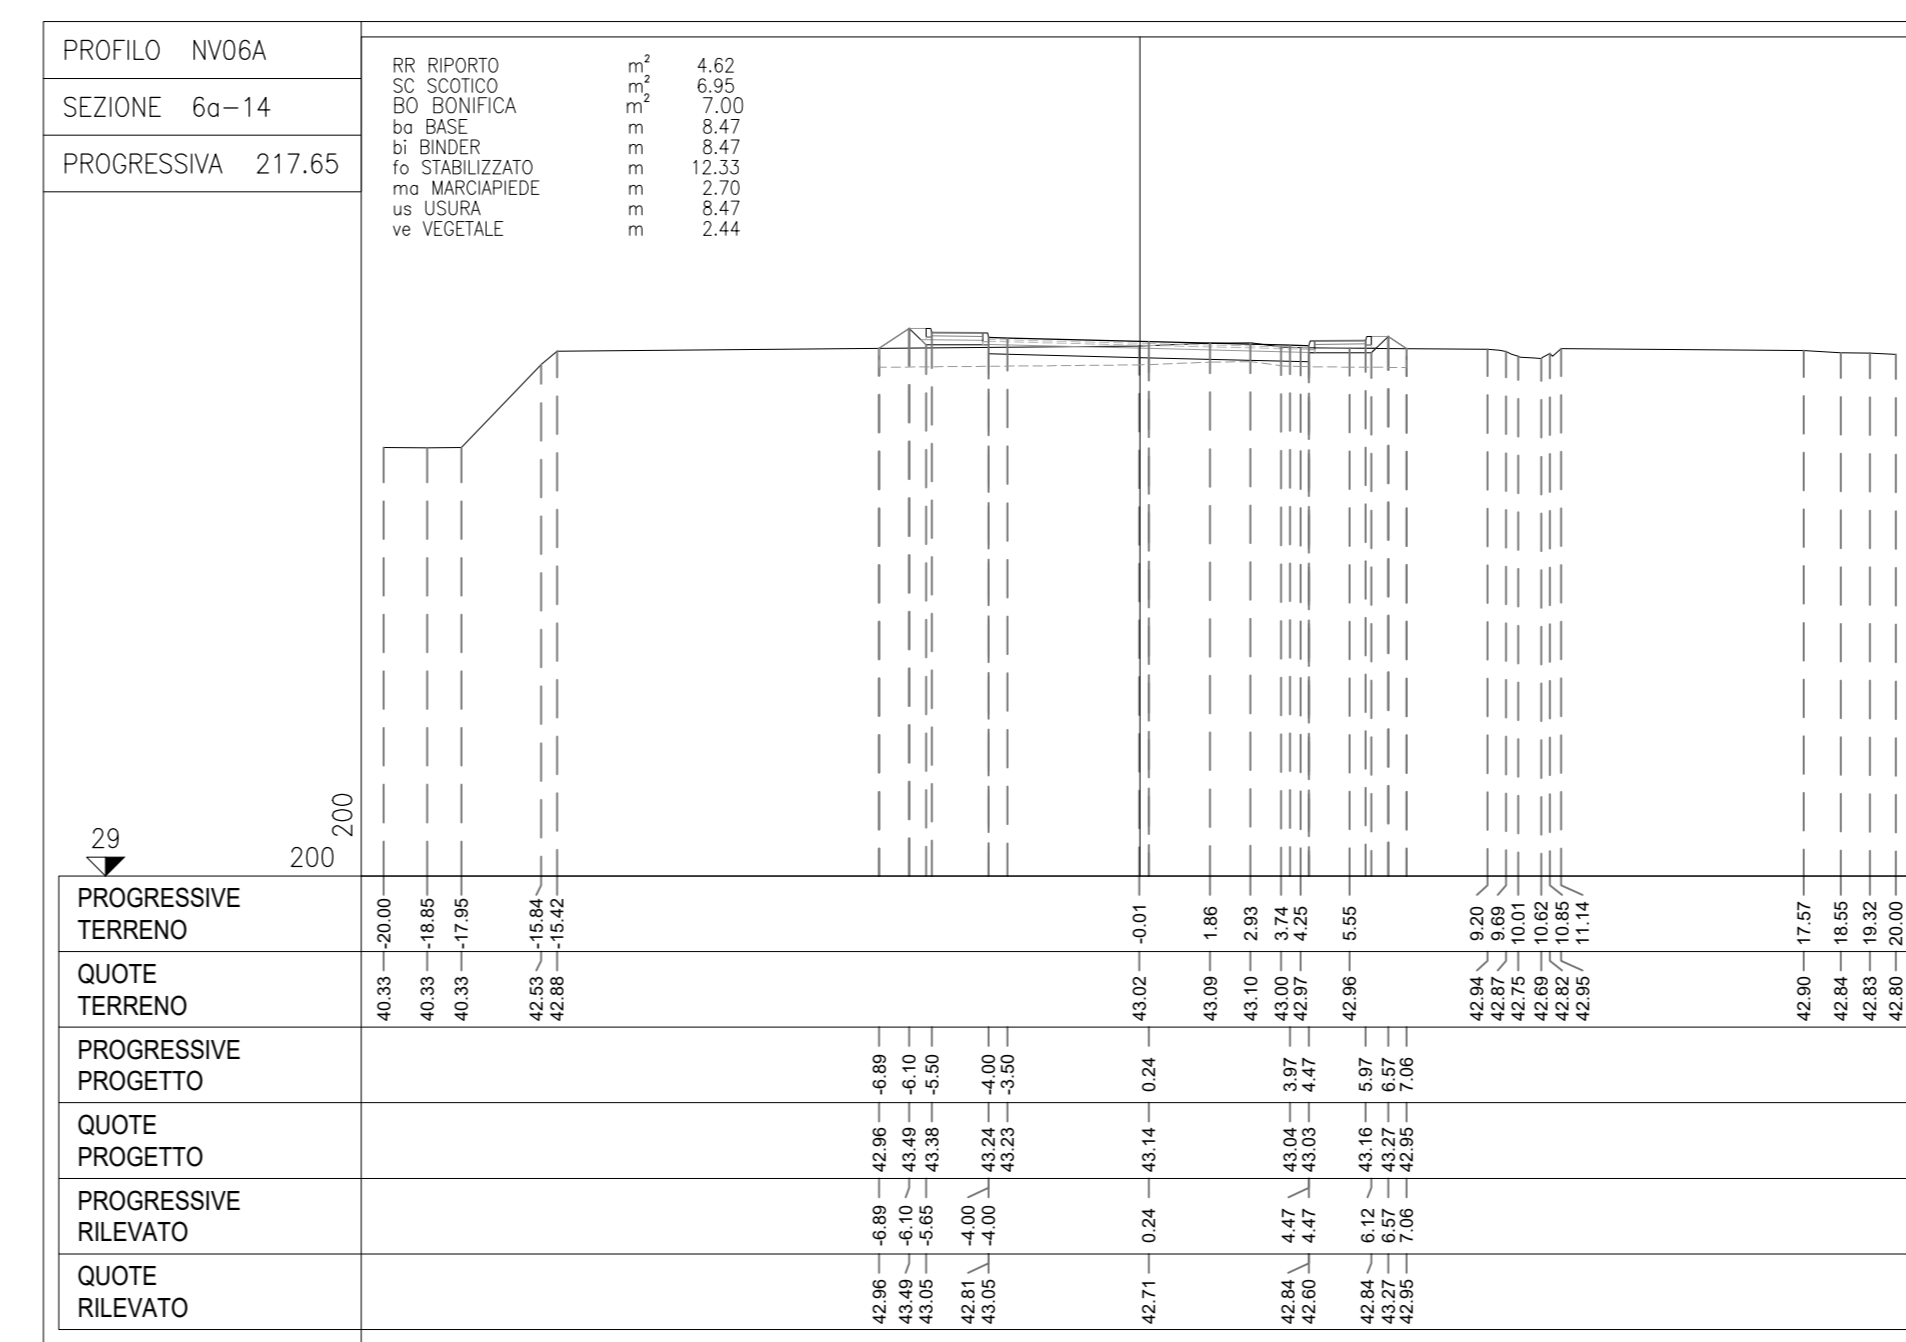 PROFILO NV06A
SEZIONE 6a-14
PROGRESSIVA 217.65
RR RIPORTO m² 4.62
SC SCOTICO m² 6.95
BO BONIFICA m² 7.00
ba BASE m 8.47
bi BINDER m 8.47
fo STABILIZZATO m 12.33
ma MARCIAPIEDE m 2.70
us USURA m 8.47
ve VEGETALE m 2.44
29
200
200
PROGRESSIVE
TERRENO
-20.00 -18.85 -17.95 -15.84 -15.42 -0.01 1.86 2.93 3.74 4.25 5.55 9.20 9.69 10.01 10.62 10.85 11.14 17.57 18.55 19.32 20.00
QUOTE
TERRENO
40.33 40.33 40.33 42.53 42.88 43.02 43.09 43.10 43.00 42.97 42.96 42.94 42.87 42.75 42.69 42.82 42.95 42.90 42.84 42.83 42.80
PROGRESSIVE
PROGETTO
-6.89 -6.10 -5.50 -4.00 -3.50 0.24 3.97 4.47 5.97 6.57 7.06
QUOTE
PROGETTO
42.96 43.49 43.38 43.24 43.23 43.14 43.04 43.03 43.16 43.27 42.95
PROGRESSIVE
RILEVATO
-6.89 -6.10 -5.65 -4.00 -4.00 0.24 4.47 4.47 6.12 6.57 7.06
QUOTE
RILEVATO
42.96 43.49 43.05 42.81 43.05 42.71 42.84 42.60 42.84 43.27 42.95